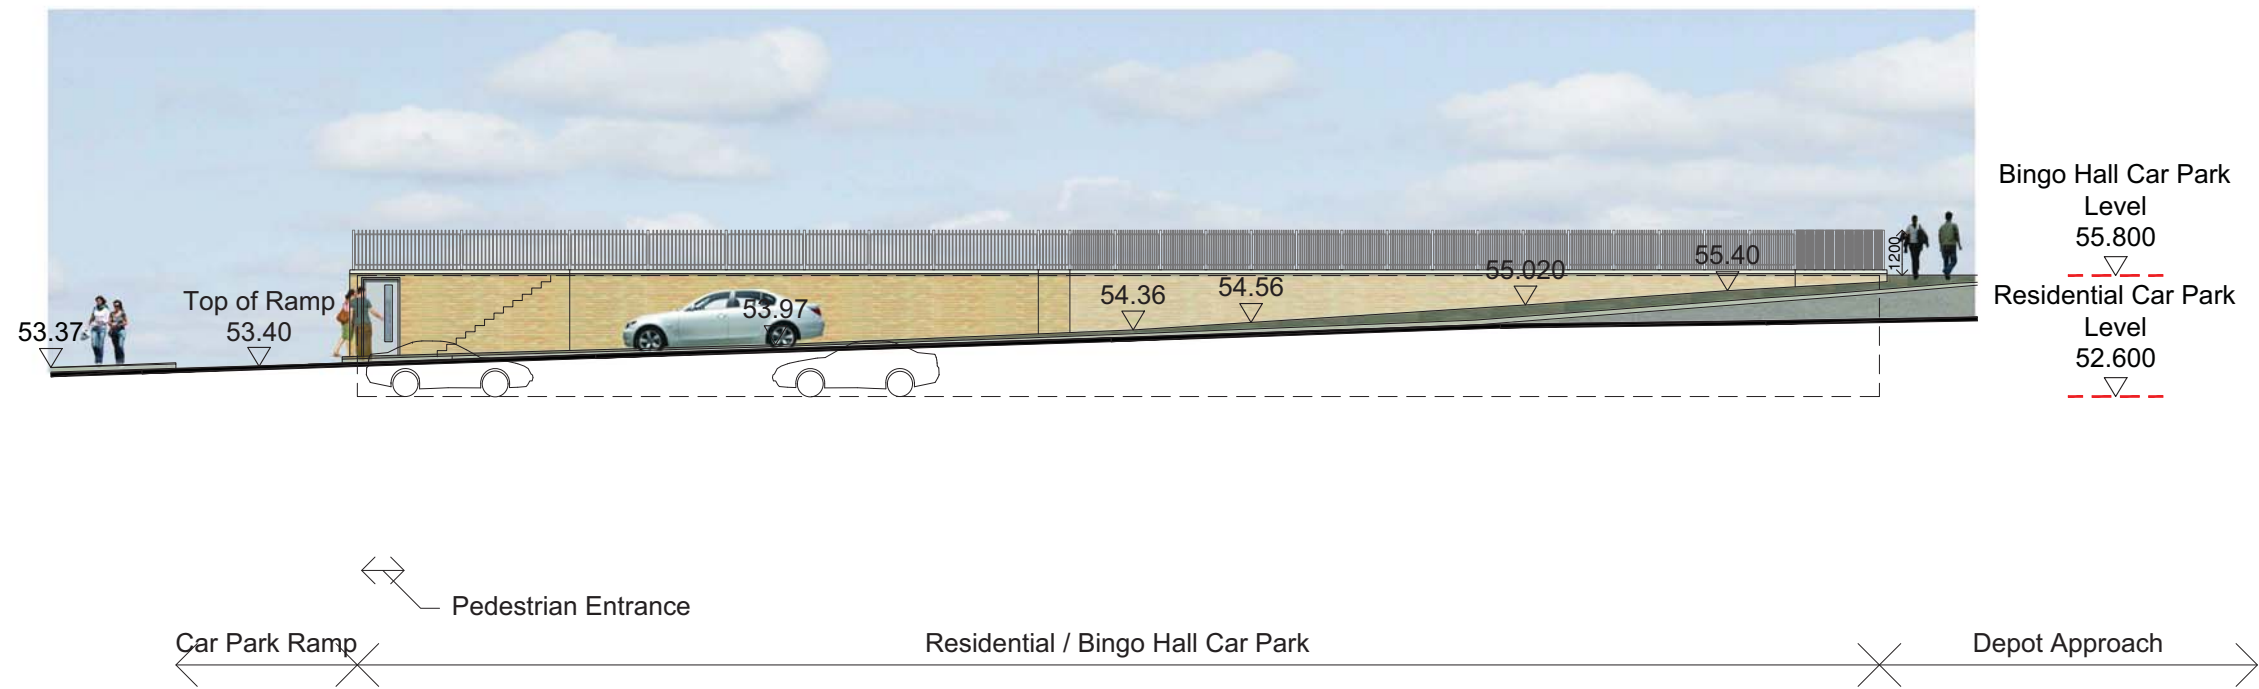 Bingo Hall Car Park
Level
55.800
1200
55.40
55.020
Residential Car Park
Level
52.600
54.56
54.36
Top of Ramp
53.40
53.97
53.37
Pedestrian Entrance
Car Park Ramp
Residential / Bingo Hall Car Park
Depot Approach